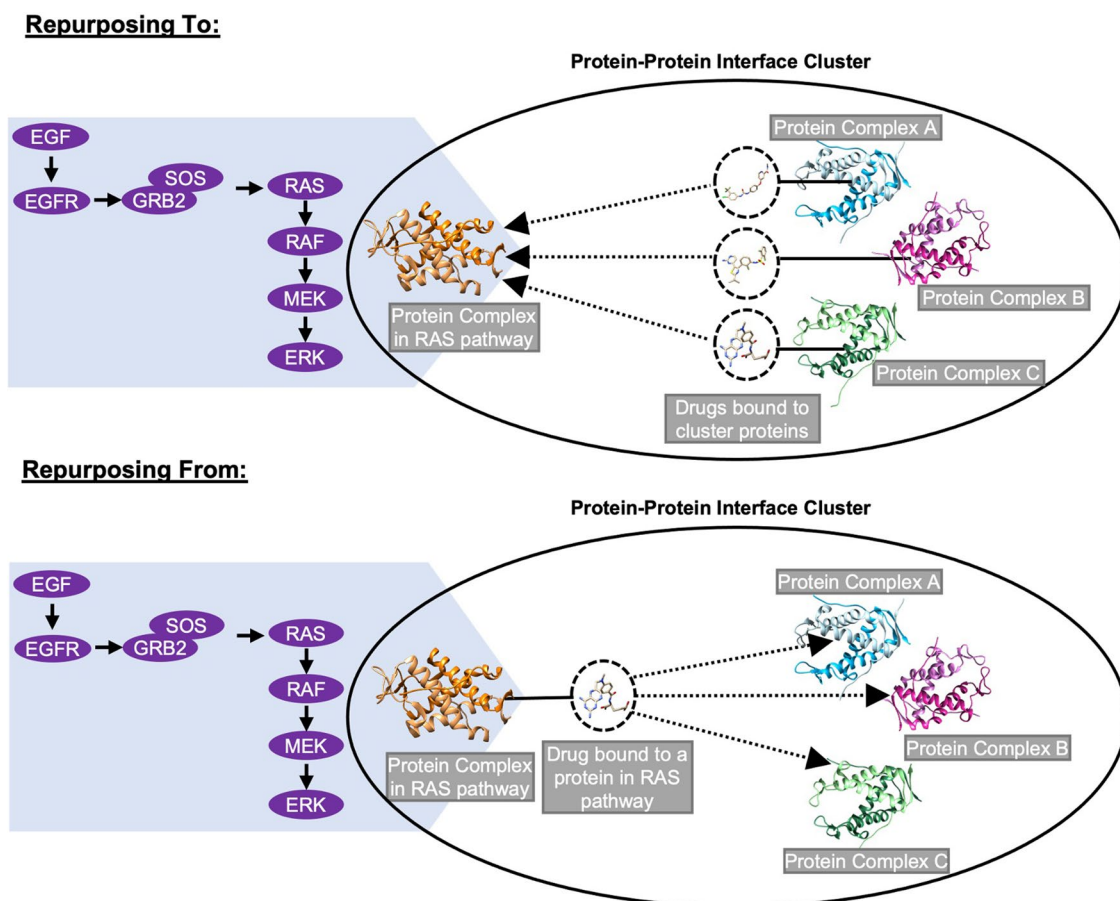 Repurposing To:
Protein-Protein Interface Cluster
EGF
EGFR
SOS
GRB2
RAS
RAF
MEK
ERK
Protein Complex
in RAS pathway
Protein Complex A
Protein Complex B
Protein Complex C
Drugs bound to
cluster proteins
Repurposing From:
Protein-Protein Interface Cluster
EGF
EGFR
SOS
GRB2
RAS
RAF
MEK
ERK
Protein Complex
in RAS pathway
Drug bound to a
protein in RAS
pathway
Protein Complex A
Protein Complex B
Protein Complex C